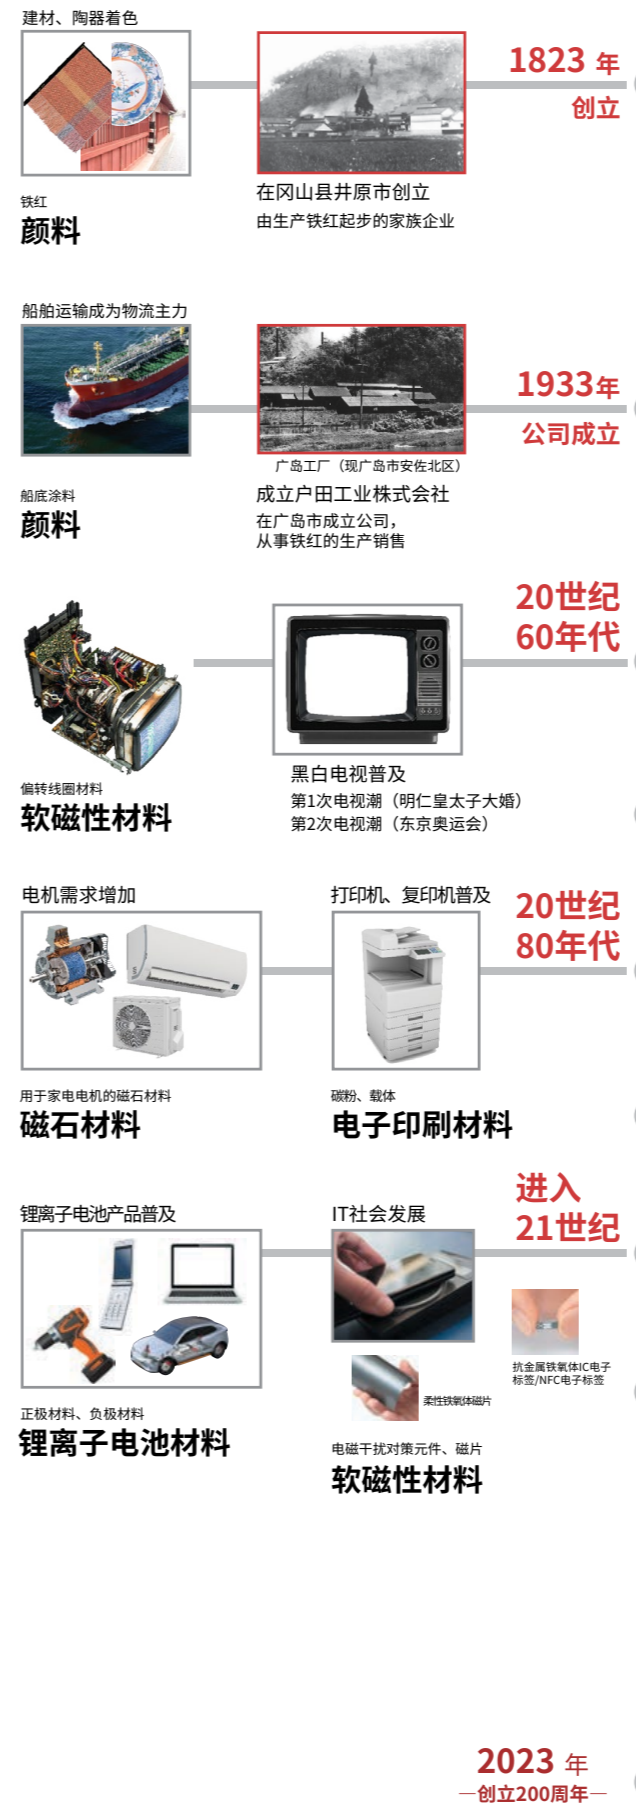 建材、陶器着色
1823 年
创立
铁红
颜料
在冈山县井原市创立
由生产铁红起步的家族企业
船舶运输成为物流主力
1933年
公司成立
广岛工厂（现广岛市安佐北区）
船底涂料
颜料
成立户田工业株式会社
在广岛市成立公司，
从事铁红的生产销售
20世纪
60年代
偏转线圈材料
软磁性材料
黑白电视普及
第1次电视潮（明仁皇太子大婚）
第2次电视潮（东京奥运会）
电机需求增加
打印机、复印机普及
20世纪
80年代
用于家电电机的磁石材料
磁石材料
碳粉、载体
电子印刷材料
进入
21世纪
锂离子电池产品普及
IT社会发展
抗金属铁氧体IC电子
标签/NFC电子标签
柔性铁氧体磁片
正极材料、负极材料
锂离子电池材料
电磁干扰对策元件、磁片
软磁性材料
2023 年
—创立200周年—